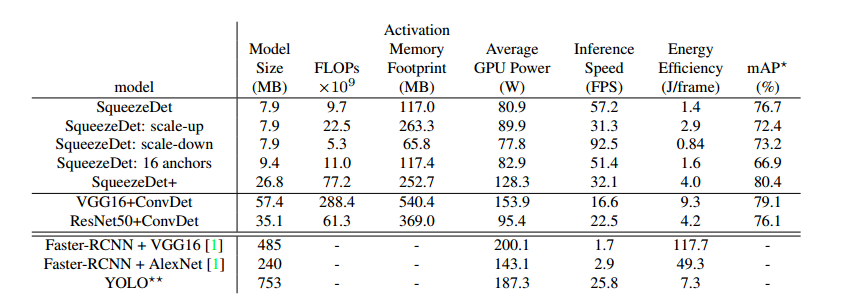 model | Model Size (MB) | FLOPs ×10⁹ | Activation Memory Footprint (MB) | Average GPU Power (W) | Inference Speed (FPS) | Energy Efficiency (J/frame) | mAP⋆ (%)
SqueezeDet | 7.9 | 9.7 | 117.0 | 80.9 | 57.2 | 1.4 | 76.7
SqueezeDet: scale-up | 7.9 | 22.5 | 263.3 | 89.9 | 31.3 | 2.9 | 72.4
SqueezeDet: scale-down | 7.9 | 5.3 | 65.8 | 77.8 | 92.5 | 0.84 | 73.2
SqueezeDet: 16 anchors | 9.4 | 11.0 | 117.4 | 82.9 | 51.4 | 1.6 | 66.9
SqueezeDet+ | 26.8 | 77.2 | 252.7 | 128.3 | 32.1 | 4.0 | 80.4
VGG16+ConvDet | 57.4 | 288.4 | 540.4 | 153.9 | 16.6 | 9.3 | 79.1
ResNet50+ConvDet | 35.1 | 61.3 | 369.0 | 95.4 | 22.5 | 4.2 | 76.1
Faster-RCNN + VGG16 [1] | 485 | - | - | 200.1 | 1.7 | 117.7 | -
Faster-RCNN + AlexNet [1] | 240 | - | - | 143.1 | 2.9 | 49.3 | -
YOLO⋆⋆ | 753 | - | - | 187.3 | 25.8 | 7.3 | -